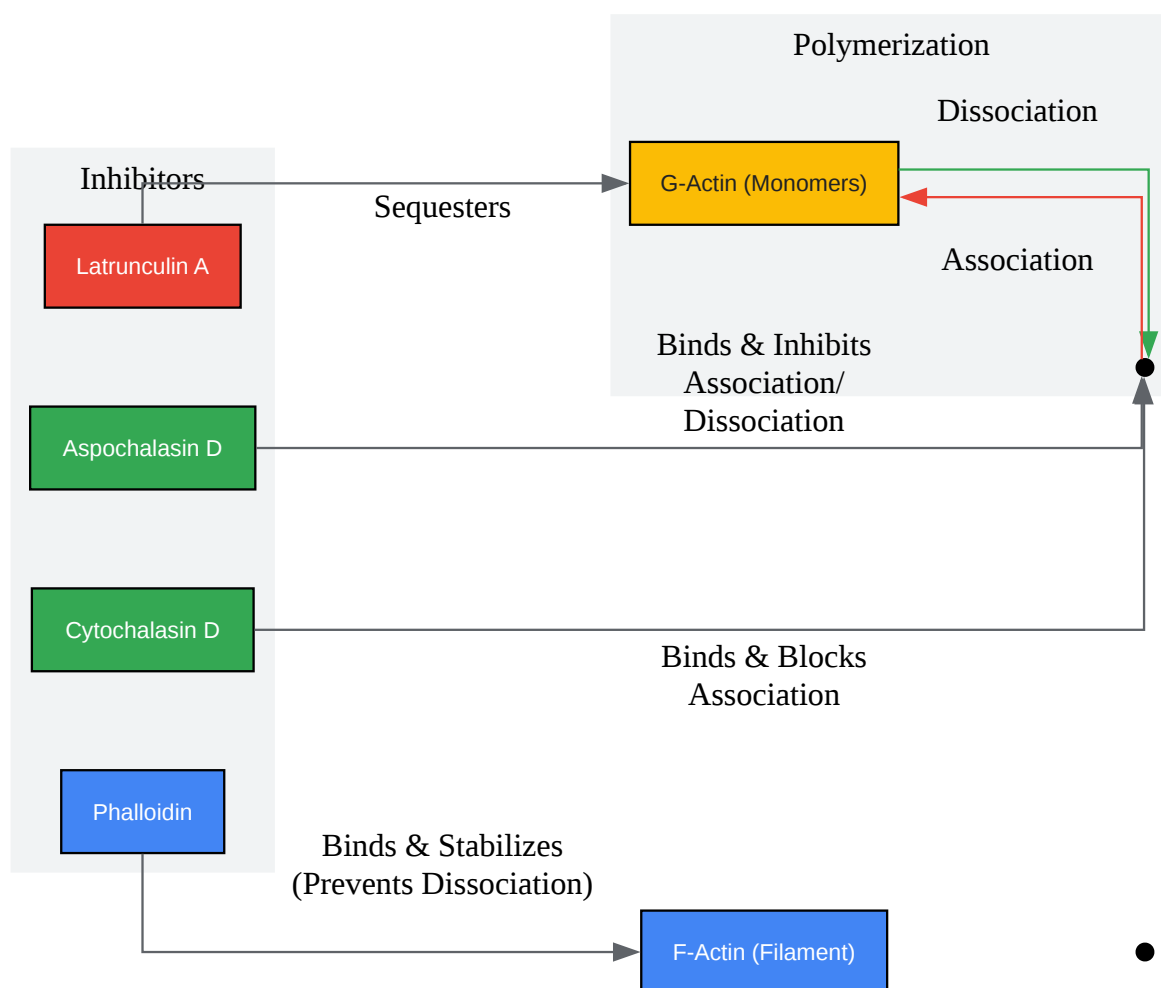 Polymerization
Dissociation
Inhibitors
G-Actin (Monomers)
Sequesters
Association
Latrunculin A
Binds & Inhibits
Association/
Dissociation
Aspochalasin D
Cytochalasin D
Binds & Blocks
Association
Phalloidin
Binds & Stabilizes
(Prevents Dissociation)
F-Actin (Filament)